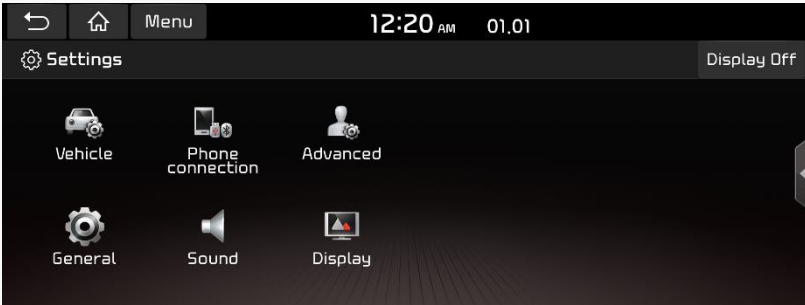 Menu 12:20 AM 01.01
Settings Display Off
Vehicle Phone connection Advanced
General Sound Display